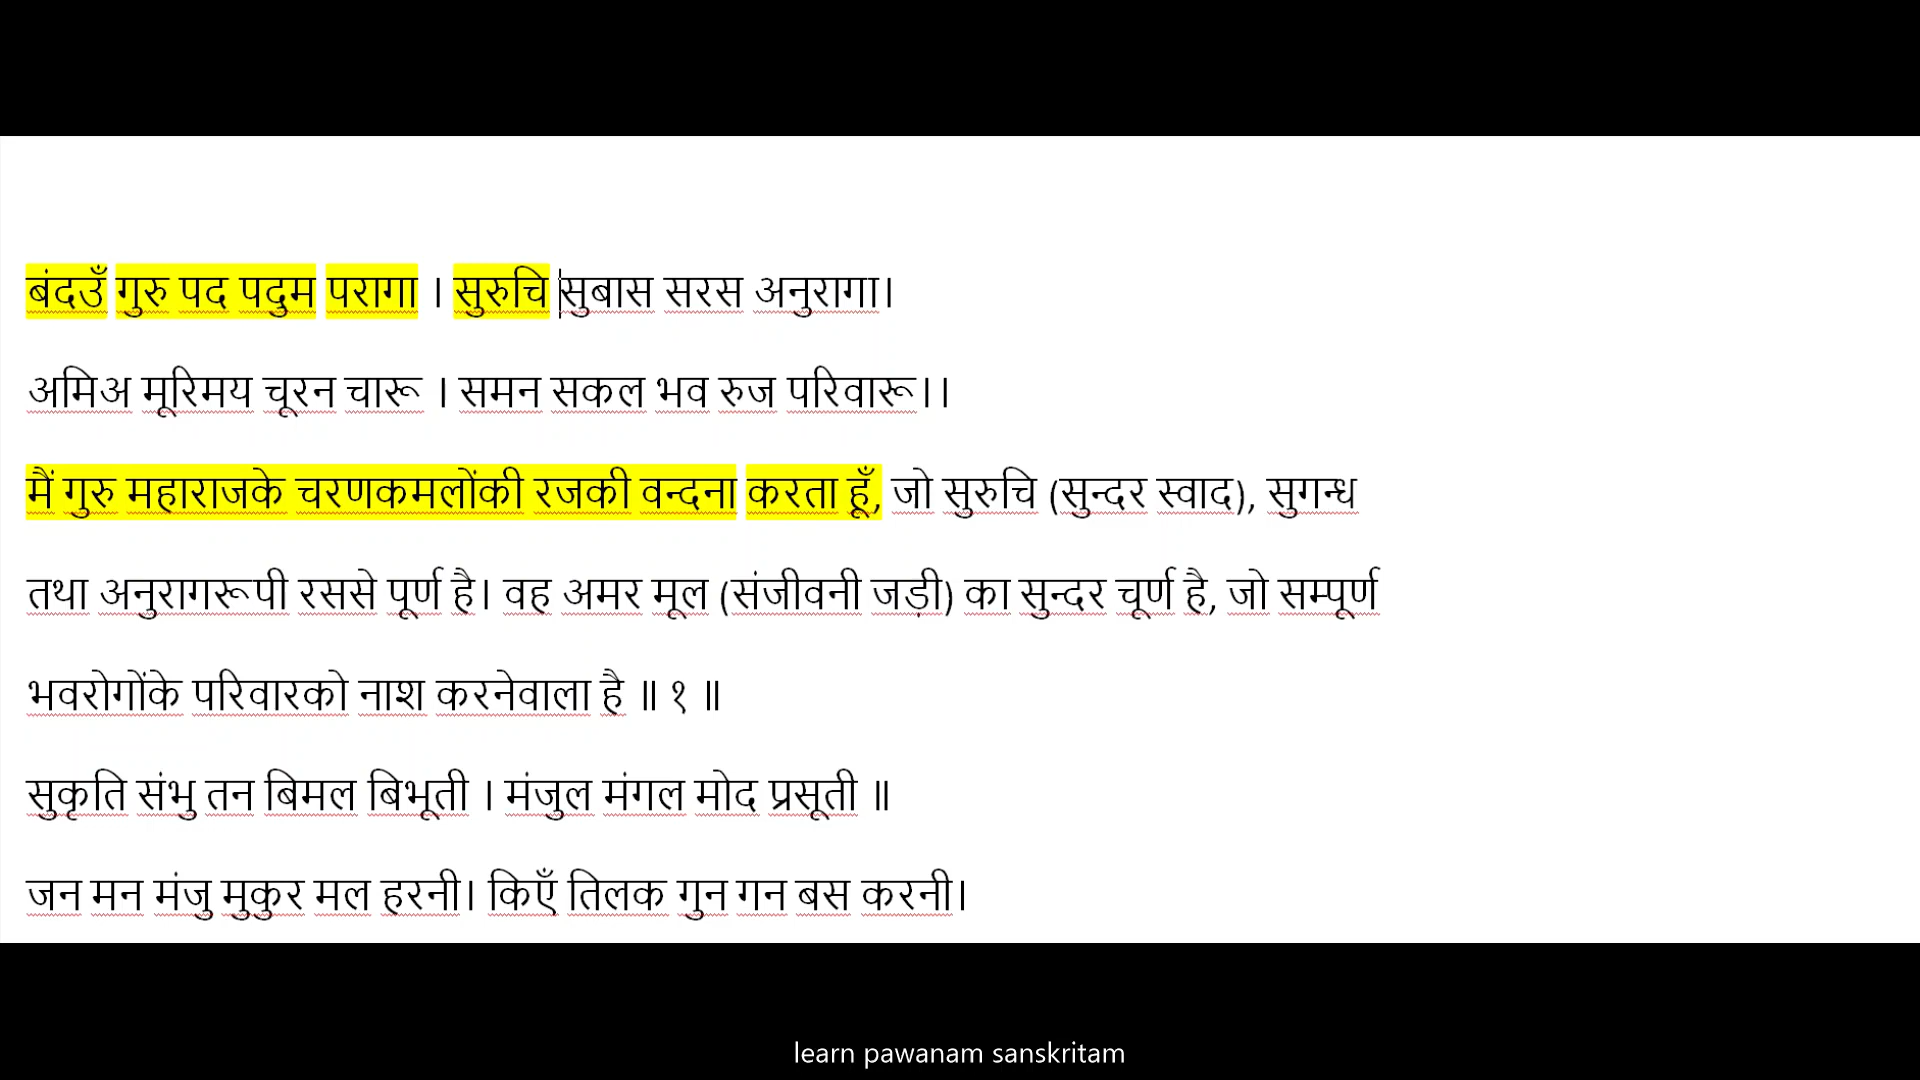 बंदउँ गुरु पद पदुम परागा । सुरुचि सुबास सरस अनुरागा।
अमिअ मूरिमय चूरन चारू । समन सकल भव रुज परिवारू।।
मैं गुरु महाराजके चरणकमलोंकी रजकी वन्दना करता हूँ, जो सुरुचि (सुन्दर स्वाद), सुगन्ध
तथा अनुरागरूपी रससे पूर्ण है। वह अमर मूल (संजीवनी जड़ी) का सुन्दर चूर्ण है, जो सम्पूर्ण
भवरोगोंके परिवारको नाश करनेवाला है ॥ १ ॥
सुकृति संभु तन बिमल बिभूती । मंजुल मंगल मोद प्रसूती ॥
जन मन मंजु मुकुर मल हरनी। किएँ तिलक गुन गन बस करनी।
learn pawanam sanskritam